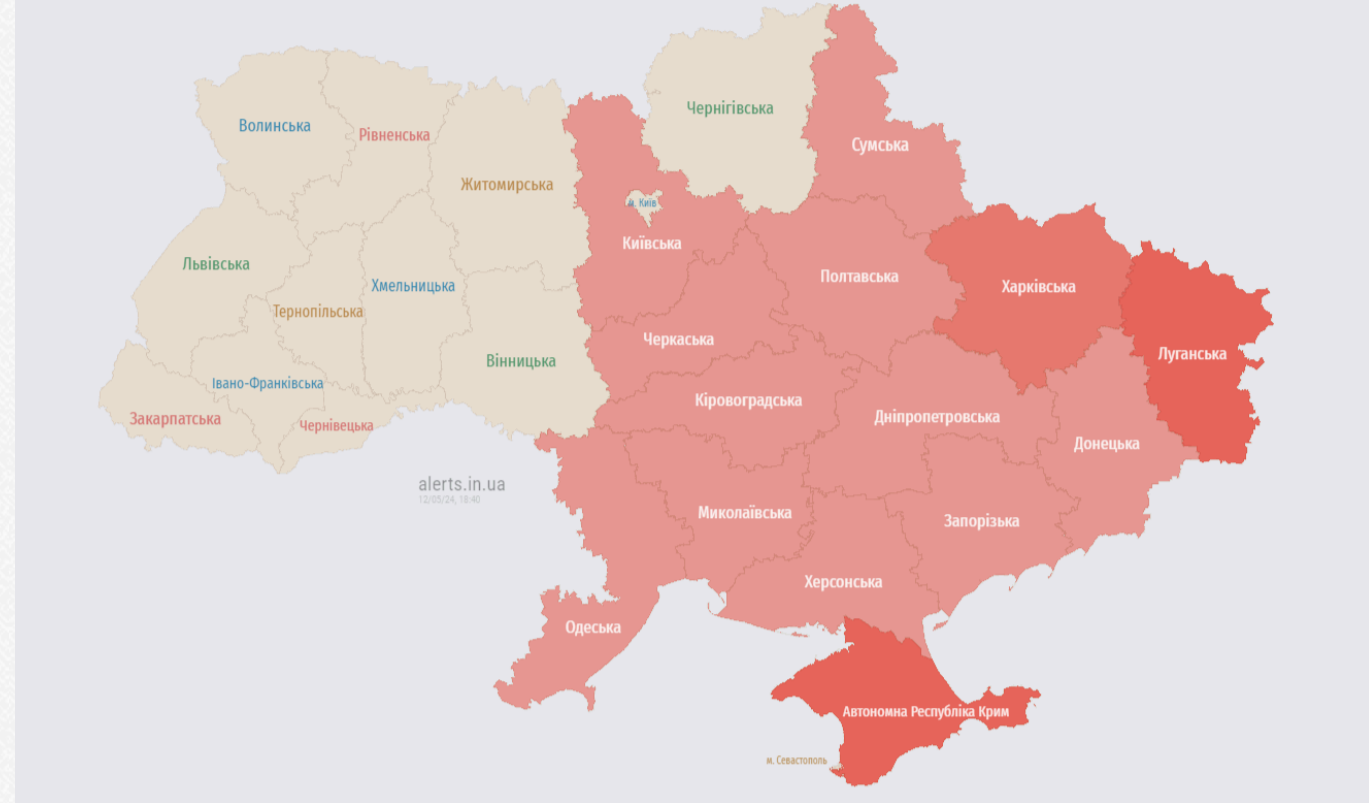 Чернігівська
Волинська
Рівненська
Сумська
Житомирська
м. Київ
Київська
Львівська
Полтавська
Хмельницька
Харківська
Тернопільська
Черкаська
Луганська
Вінницька
Івано-Франківська
Кіровоградська
Закарпатська
Чернівецька
Дніпропетровська
Донецька
alerts.in.ua
12/05/24, 18:40
Миколаївська
Запорізька
Херсонська
Одеська
Автономна Республіка Крим
м. Севастополь